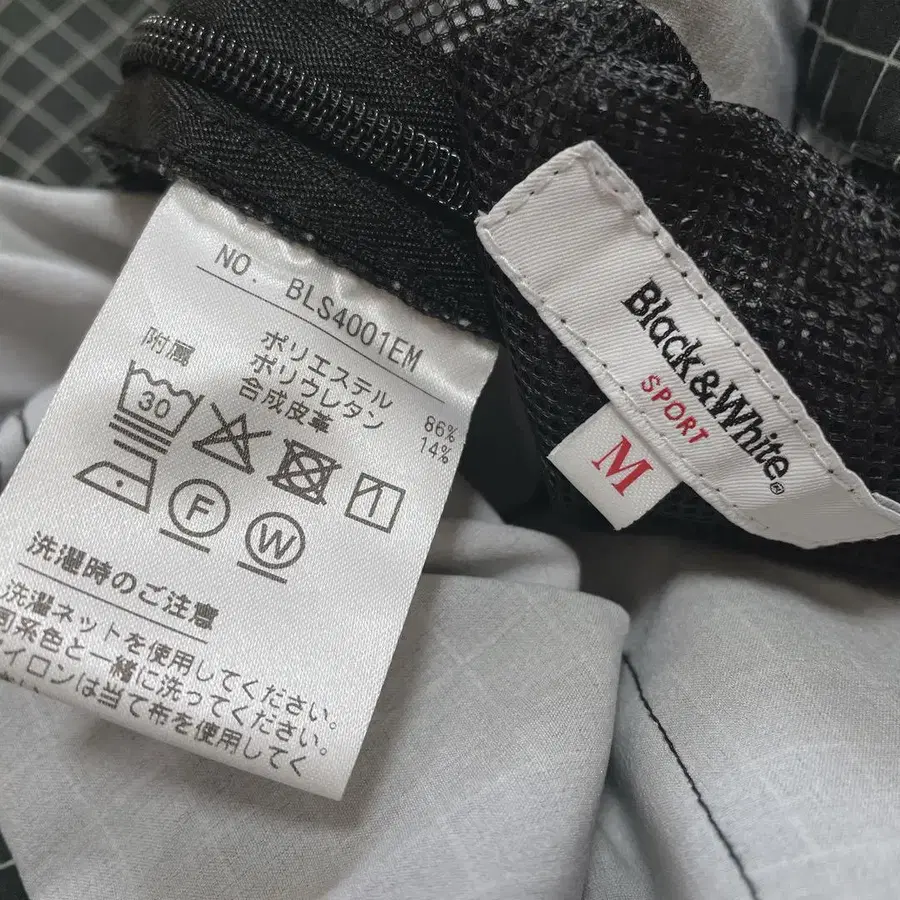 NO. BLS4001EM
ポリエステル 86%
ポリウレタン 14%
附属 合成皮革
30
1
F
W
洗濯時のご注意
洗濯ネットを使用してください。
同系色と一緒に洗ってください。
アイロンは当て布を使用してく
Black&White®
SPORT
M